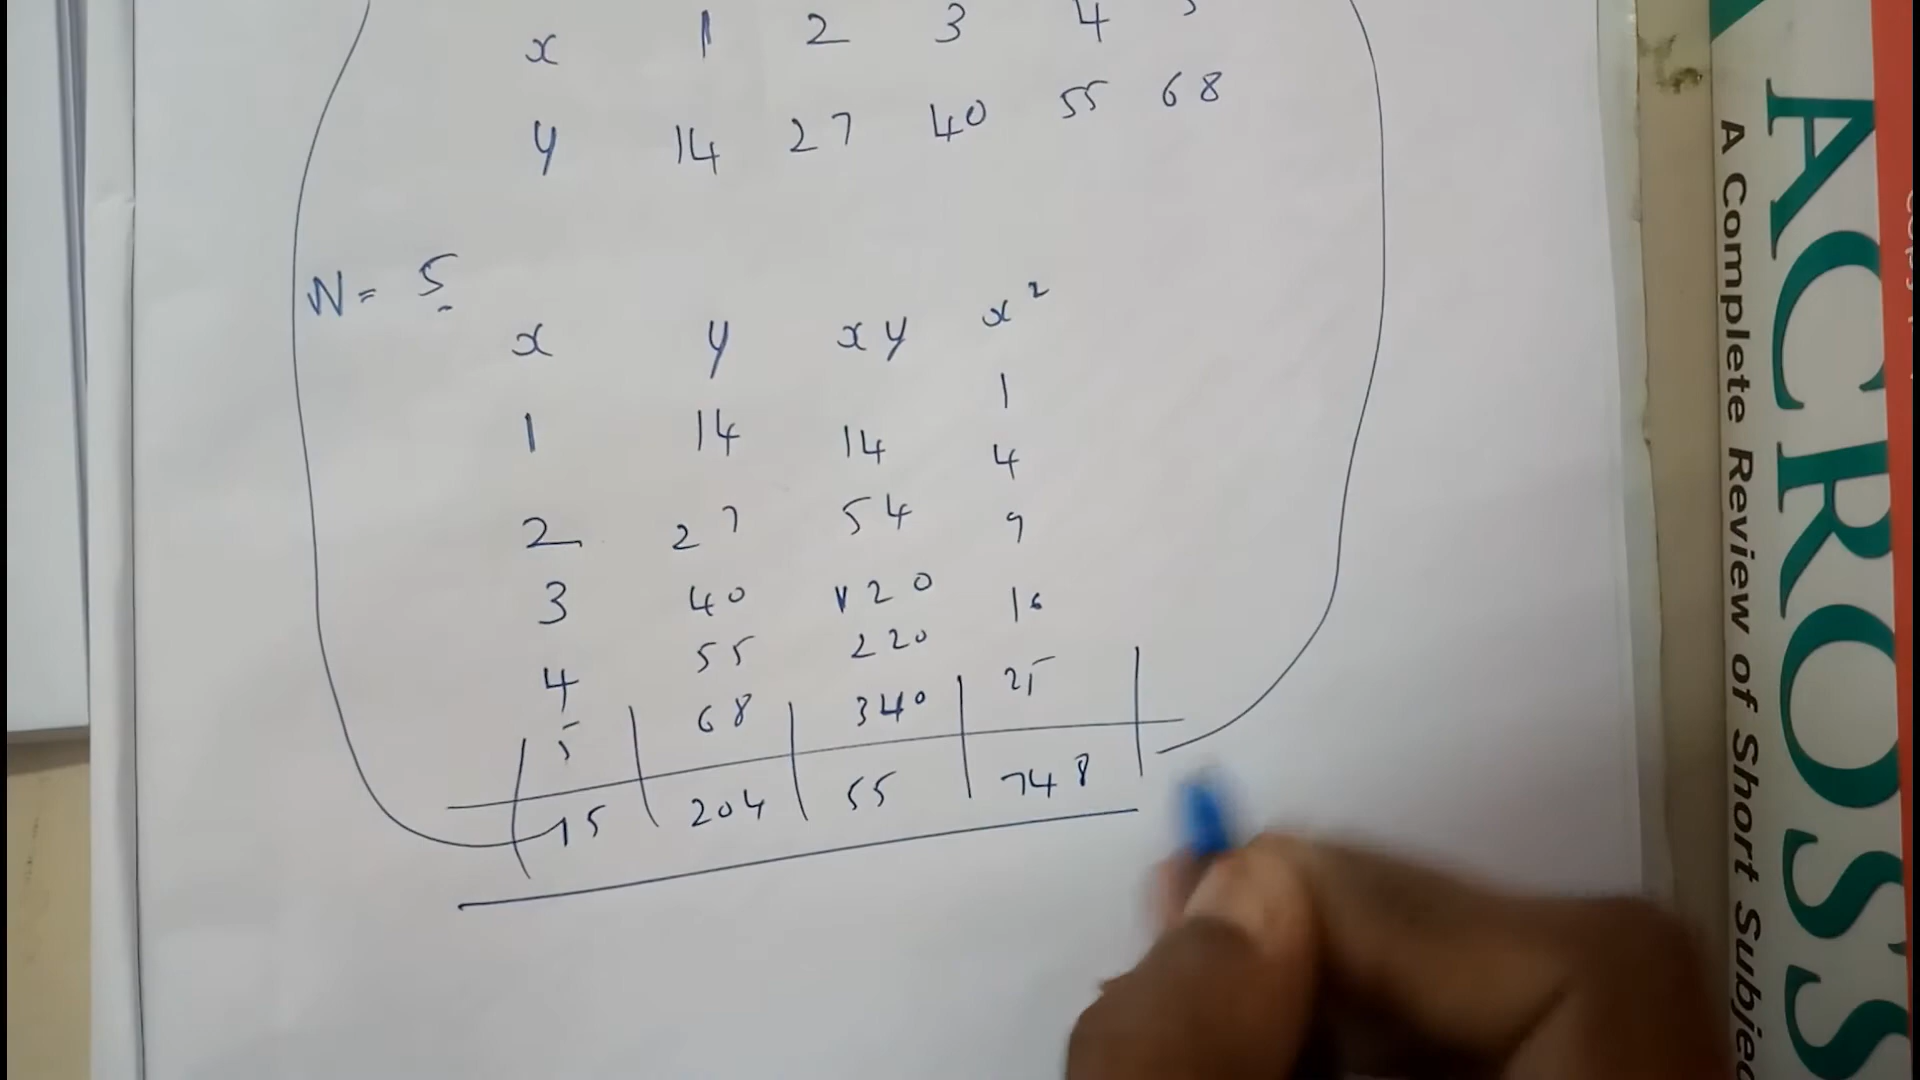 x 1 2 3 4
y 14 27 40 55 68
N = 5
x y xy x²
1 14 14 1
2 27 54 4
3 40 120 9
4 55 220 16
5 68 340 25
15 204 55 748
ACROSS
A Complete Review of Short Subjec